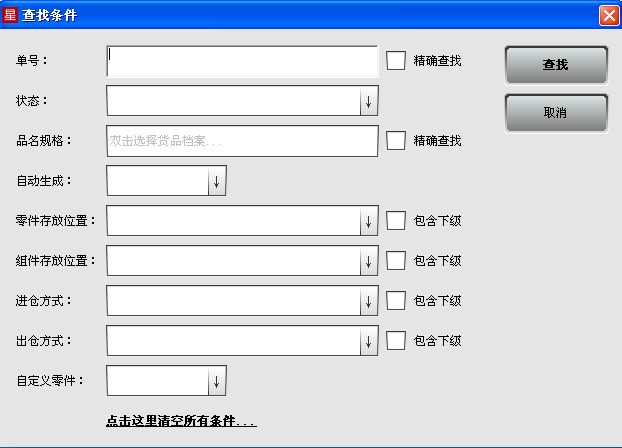 星 查找条件
单号： 精确查找 查找
状态：
取消
品名规格： 双击选择货品档案... 精确查找
自动生成：
零件存放位置： 包含下级
组件存放位置： 包含下级
进仓方式： 包含下级
出仓方式： 包含下级
自定义零件：
点击这里清空所有条件...